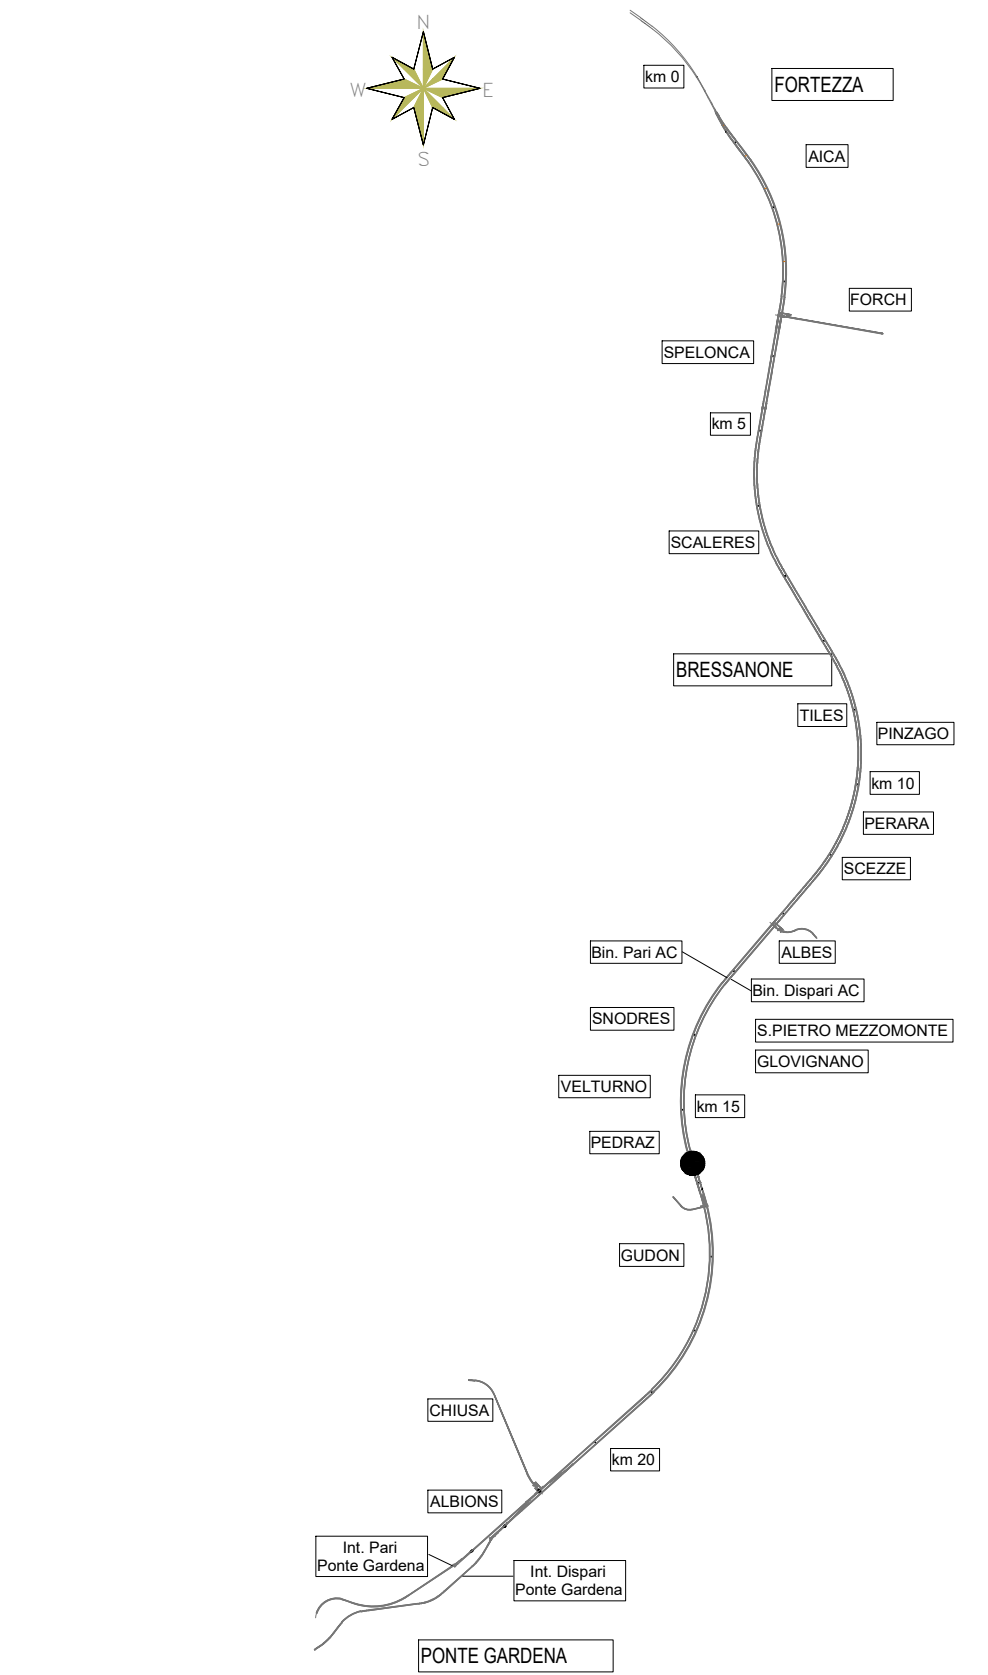 N
W
E
S
km 0
FORTEZZA
AICA
FORCH
SPELONCA
km 5
SCALERES
BRESSANONE
TILES
PINZAGO
km 10
PERARA
SCEZZE
Bin. Pari AC
ALBES
Bin. Dispari AC
SNODRES
S.PIETRO MEZZOMONTE
GLOVIGNANO
VELTURNO
km 15
PEDRAZ
GUDON
CHIUSA
km 20
ALBIONS
Int. Pari
Ponte Gardena
Int. Dispari
Ponte Gardena
PONTE GARDENA